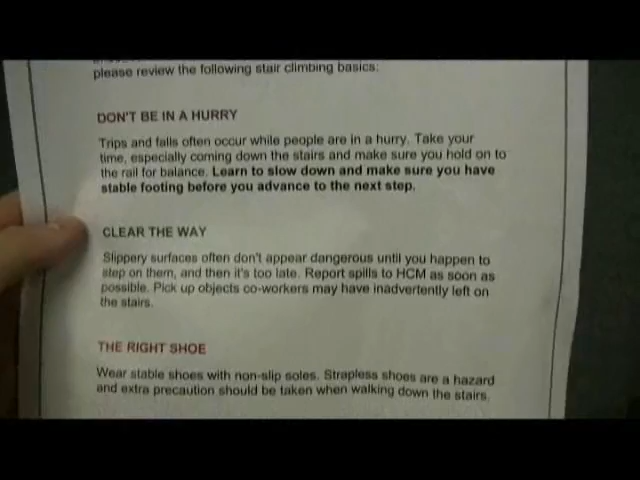 please review the following stair climbing basics:
DON'T BE IN A HURRY
Trips and falls often occur while people are in a hurry. Take your
time, especially coming down the stairs and make sure you hold on to
the rail for balance. Learn to slow down and make sure you have
stable footing before you advance to the next step.
CLEAR THE WAY
Slippery surfaces often don't appear dangerous until you happen to
step on them, and then it's too late. Report spills to HCM as soon as
possible. Pick up objects co-workers may have inadvertently left on
the stairs.
THE RIGHT SHOE
Wear stable shoes with non-slip soles. Strapless shoes are a hazard
and extra precaution should be taken when walking down the stairs.